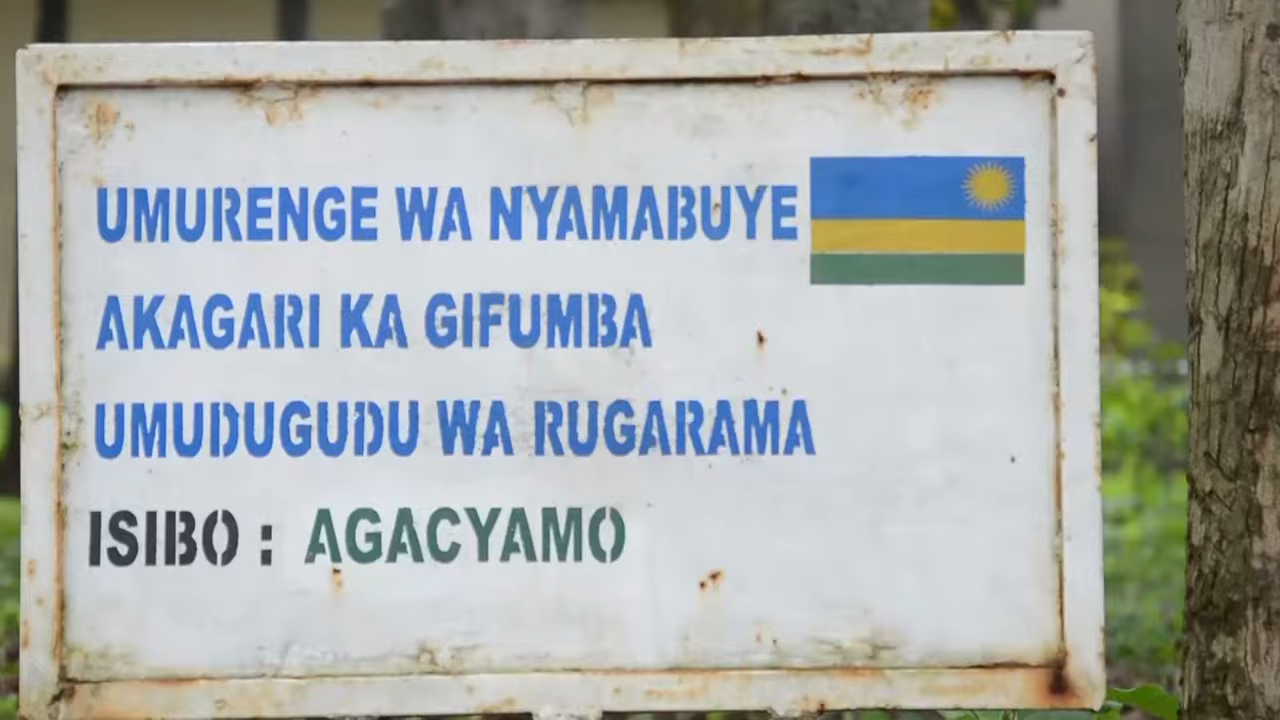 UMURENGE WA NYAMABUYE
AKAGARI KA GIFUMBA
UMUDUGUDU WA RUGARAMA
ISIBO : AGACYAMO